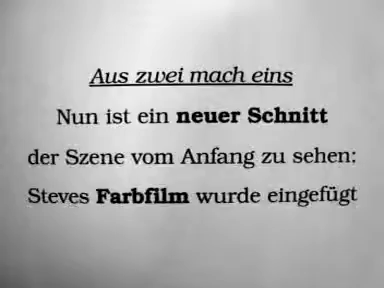 Aus zwei mach eins
Nun ist ein neuer Schnitt
der Szene vom Anfang zu sehen:
Steves Farbfilm wurde eingefügt